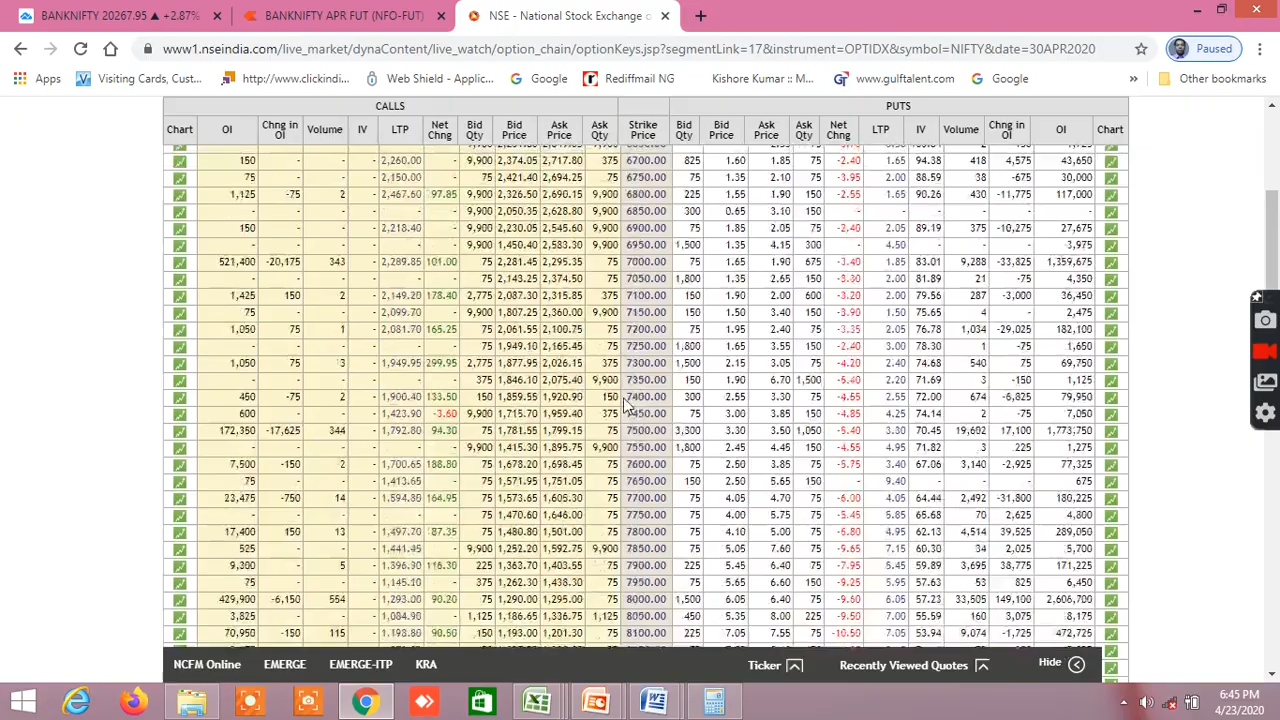 BANKNIFTY 20267.95 ▲ +2.87%
BANKNIFTY APR FUT (NFO-FUT)
NSE - National Stock Exchange o
www1.nseindia.com/live_market/dynaContent/live_watch/option_chain/optionKeys.jsp?segmentLink=17&instrument=OPTIDX&symbol=NIFTY&date=30APR2020
Paused
Apps Visiting Cards, Cust... http://www.clickindi... Web Shield - Applic... Google Rediffmail NG Kishore Kumar :: M... www.gulftalent.com Google » Other bookmarks
CALLS PUTS
Chart OI Chng in OI Volume IV LTP Net Chng Bid Qty Bid Price Ask Price Ask Qty Strike Price Bid Qty Bid Price Ask Price Ask Qty Net Chng LTP IV Volume Chng in OI OI Chart
150 - - - 2,260.00 - 9,900 2,374.05 2,717.80 375 6700.00 825 1.60 1.85 75 -2.40 1.65 94.38 418 4,575 43,650
75 - - - 2,150.00 - 75 2,421.40 2,694.25 75 6750.00 75 1.35 2.10 75 -3.95 2.00 88.59 38 -675 30,000
1,125 -75 2 - 2,467.60 97.85 9,900 2,326.50 2,690.15 9,900 6800.00 225 1.55 1.90 150 -2.55 1.65 90.26 430 -11,775 117,000
- - - - - - 9,900 2,050.35 2,628.80 9,900 6850.00 300 0.65 3.10 150 - - - - - -
150 - - - 2,218.40 - 9,900 2,230.05 2,545.60 9,900 6900.00 75 1.85 2.05 75 -2.40 2.05 89.19 375 -10,275 27,675
- - - - - - 9,900 1,450.40 2,583.30 9,900 6950.00 1,500 1.35 4.15 300 - 4.50 - - - 3,975
521,400 -20,175 343 - 2,289.85 101.00 75 2,281.45 2,295.35 75 7000.00 75 1.65 1.90 675 -3.40 1.85 83.01 9,288 -33,825 1,359,675
- - - - - - 75 2,143.25 2,374.50 75 7050.00 1,800 1.35 2.65 150 -3.30 2.00 81.89 21 -75 4,350
1,425 150 2 - 2,149.20 178.40 2,775 2,087.30 2,315.85 375 7100.00 150 1.90 2.00 600 -3.20 2.00 79.56 287 -3,000 36,450
75 - - - 2,099.70 - 9,900 1,807.25 2,360.00 9,900 7150.00 150 1.50 3.40 150 -3.90 1.50 75.65 4 - 2,475
1,050 75 1 - 2,081.70 165.25 75 2,061.55 2,100.75 75 7200.00 75 1.95 2.40 75 -3.35 2.05 76.78 1,034 -29,025 182,100
- - - - - - 75 1,949.10 2,165.45 75 7250.00 1,800 1.65 3.55 150 -2.40 3.00 78.30 1 -75 1,650
1,050 75 3 - 1,949.95 299.95 2,775 1,877.95 2,026.15 375 7300.00 1,500 2.15 3.05 75 -4.20 2.40 74.68 540 75 69,750
- - - - - - 375 1,846.10 2,075.40 9,900 7350.00 150 1.90 6.70 1,500 -5.40 2.20 71.69 3 -150 1,125
450 -75 2 - 1,900.40 133.50 150 1,859.55 1,920.90 150 7400.00 300 2.55 3.30 75 -4.55 2.55 72.00 674 -6,825 79,950
600 - - - 1,423.90 -3.60 9,900 1,715.70 1,959.40 375 7450.00 75 3.00 3.85 75 -4.85 4.25 74.14 2 -75 7,050
172,350 -17,625 344 - 1,792.80 94.30 75 1,781.55 1,799.15 75 7500.00 3,300 3.30 3.50 1,050 -5.40 3.30 70.45 19,602 17,100 1,773,750
- - - - - - 9,900 1,415.30 1,895.75 9,900 7550.00 1,800 2.45 4.45 150 -4.55 4.95 71.82 3 225 1,275
7,500 -150 2 - 1,700.65 188.80 75 1,678.20 1,698.45 75 7600.00 75 2.50 3.85 75 -5.75 3.40 67.06 3,140 -2,925 77,325
75 - - - 1,413.65 - 75 1,571.95 1,751.05 75 7650.00 150 2.50 5.65 150 - 9.40 - - - 675
23,475 -750 14 - 1,594.80 164.95 75 1,573.65 1,605.30 75 7700.00 75 4.05 4.70 75 -6.00 4.05 64.44 2,492 -31,800 180,225
- - - - - - 75 1,470.60 1,646.00 75 7750.00 75 4.00 5.75 75 -5.45 5.85 65.68 70 2,625 4,800
17,400 150 13 - 1,497.20 87.35 75 1,480.80 1,501.00 75 7800.00 75 4.10 5.00 75 -5.80 4.95 62.13 4,514 39,525 289,050
525 - - - 1,441.45 - 9,900 1,252.20 1,592.75 9,900 7850.00 75 5.05 7.60 75 -9.65 7.15 60.30 34 2,025 5,700
9,300 - 5 - 1,396.30 116.30 225 1,363.70 1,403.55 75 7900.00 225 5.45 6.40 75 -7.95 5.45 59.89 3,695 38,775 171,225
75 - - - 1,145.10 - 375 1,262.30 1,438.30 75 7950.00 75 5.65 6.60 150 -9.25 5.95 57.63 53 825 6,450
429,900 -6,150 554 - 1,293.00 90.20 75 1,290.00 1,295.00 75 8000.00 1,500 6.05 6.40 75 -9.60 6.05 57.23 33,505 149,100 2,606,700
3,825 - - - 1,084.90 - 1,125 1,186.65 1,336.75 1,125 8050.00 450 5.35 8.00 225 -9.50 7.00 55.59 160 3,075 8,175
70,950 -150 115 - 1,198.80 90.50 150 1,193.00 1,201.30 75 8100.00 225 7.05 7.55 75 -10.50 7.05 53.94 9,074 -1,725 472,725
NCFM Online EMERGE EMERGE-ITP KRA Ticker Recently Viewed Quotes Hide
6:45 PM
4/23/2020